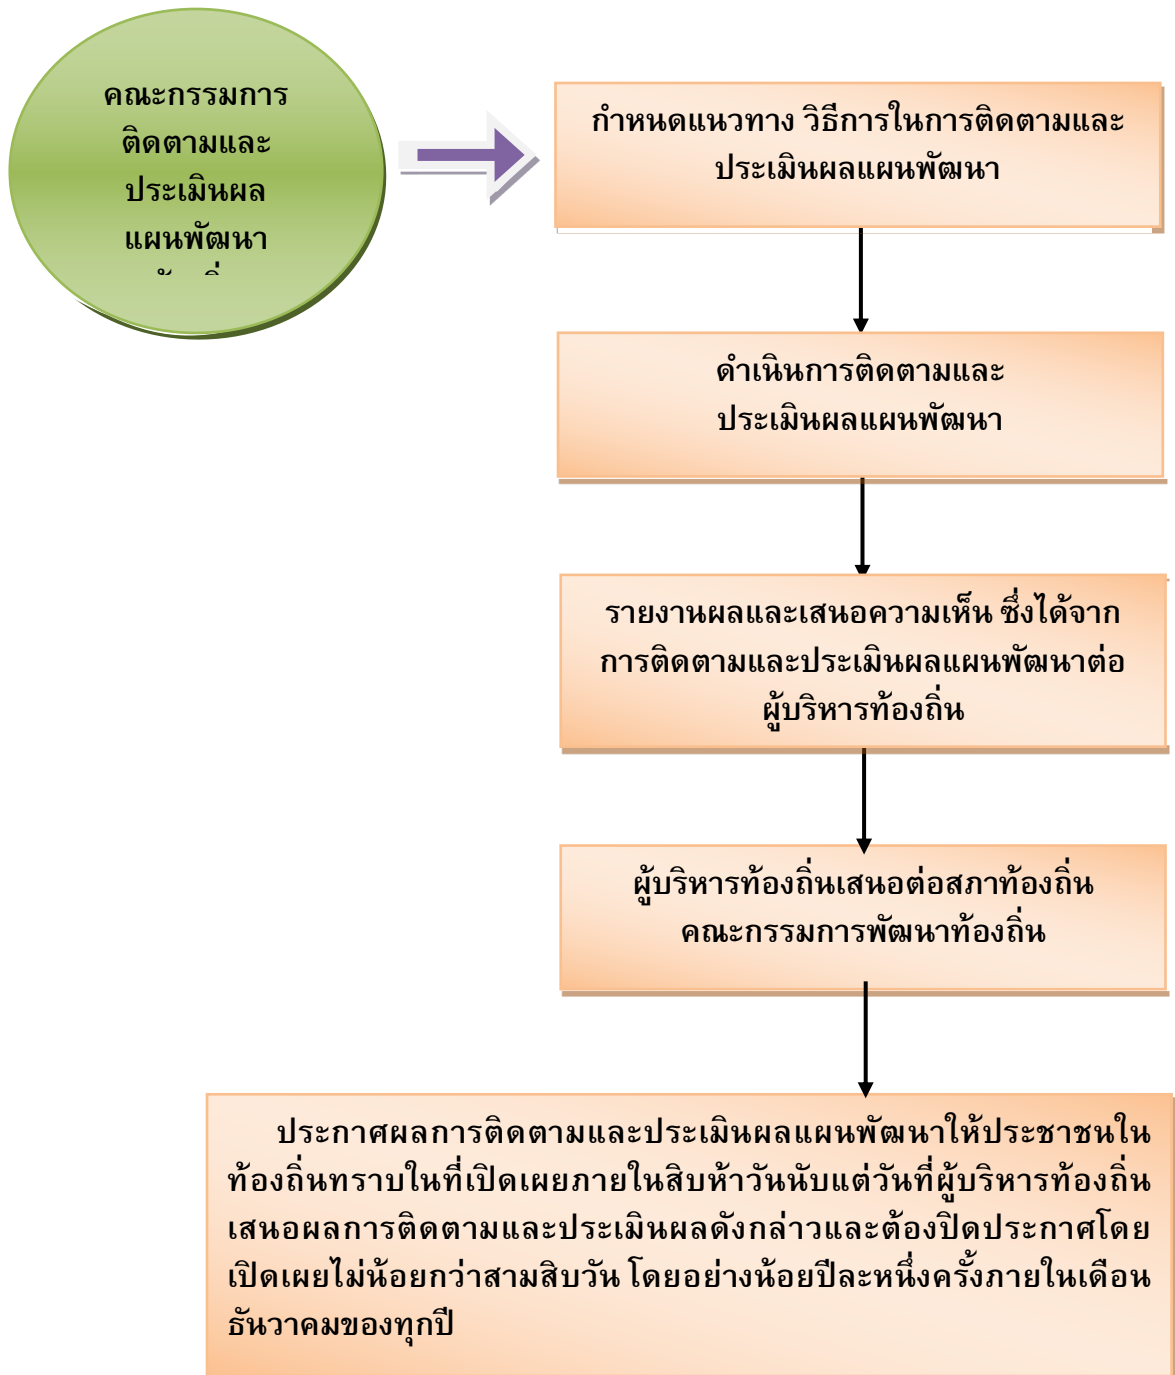 คณะกรรมการ
ติดตามและ
ประเมินผล
แผนพัฒนา
กำหนดแนวทาง วิธีการในการติดตามและ
ประเมินผลแผนพัฒนา
ดำเนินการติดตามและ
ประเมินผลแผนพัฒนา
รายงานผลและเสนอความเห็น ซึ่งได้จาก
การติดตามและประเมินผลแผนพัฒนาต่อ
ผู้บริหารท้องถิ่น
ผู้บริหารท้องถิ่นเสนอต่อสภาท้องถิ่น
คณะกรรมการพัฒนาท้องถิ่น
ประกาศผลการติดตามและประเมินผลแผนพัฒนาให้ประชาชนใน
ท้องถิ่นทราบในที่เปิดเผยภายในสิบห้าวันนับแต่วันที่ผู้บริหารท้องถิ่น
เสนอผลการติดตามและประเมินผลดังกล่าวและต้องปิดประกาศโดย
เปิดเผยไม่น้อยกว่าสามสิบวัน โดยอย่างน้อยปีละหนึ่งครั้งภายในเดือน
ธันวาคมของทุกปี